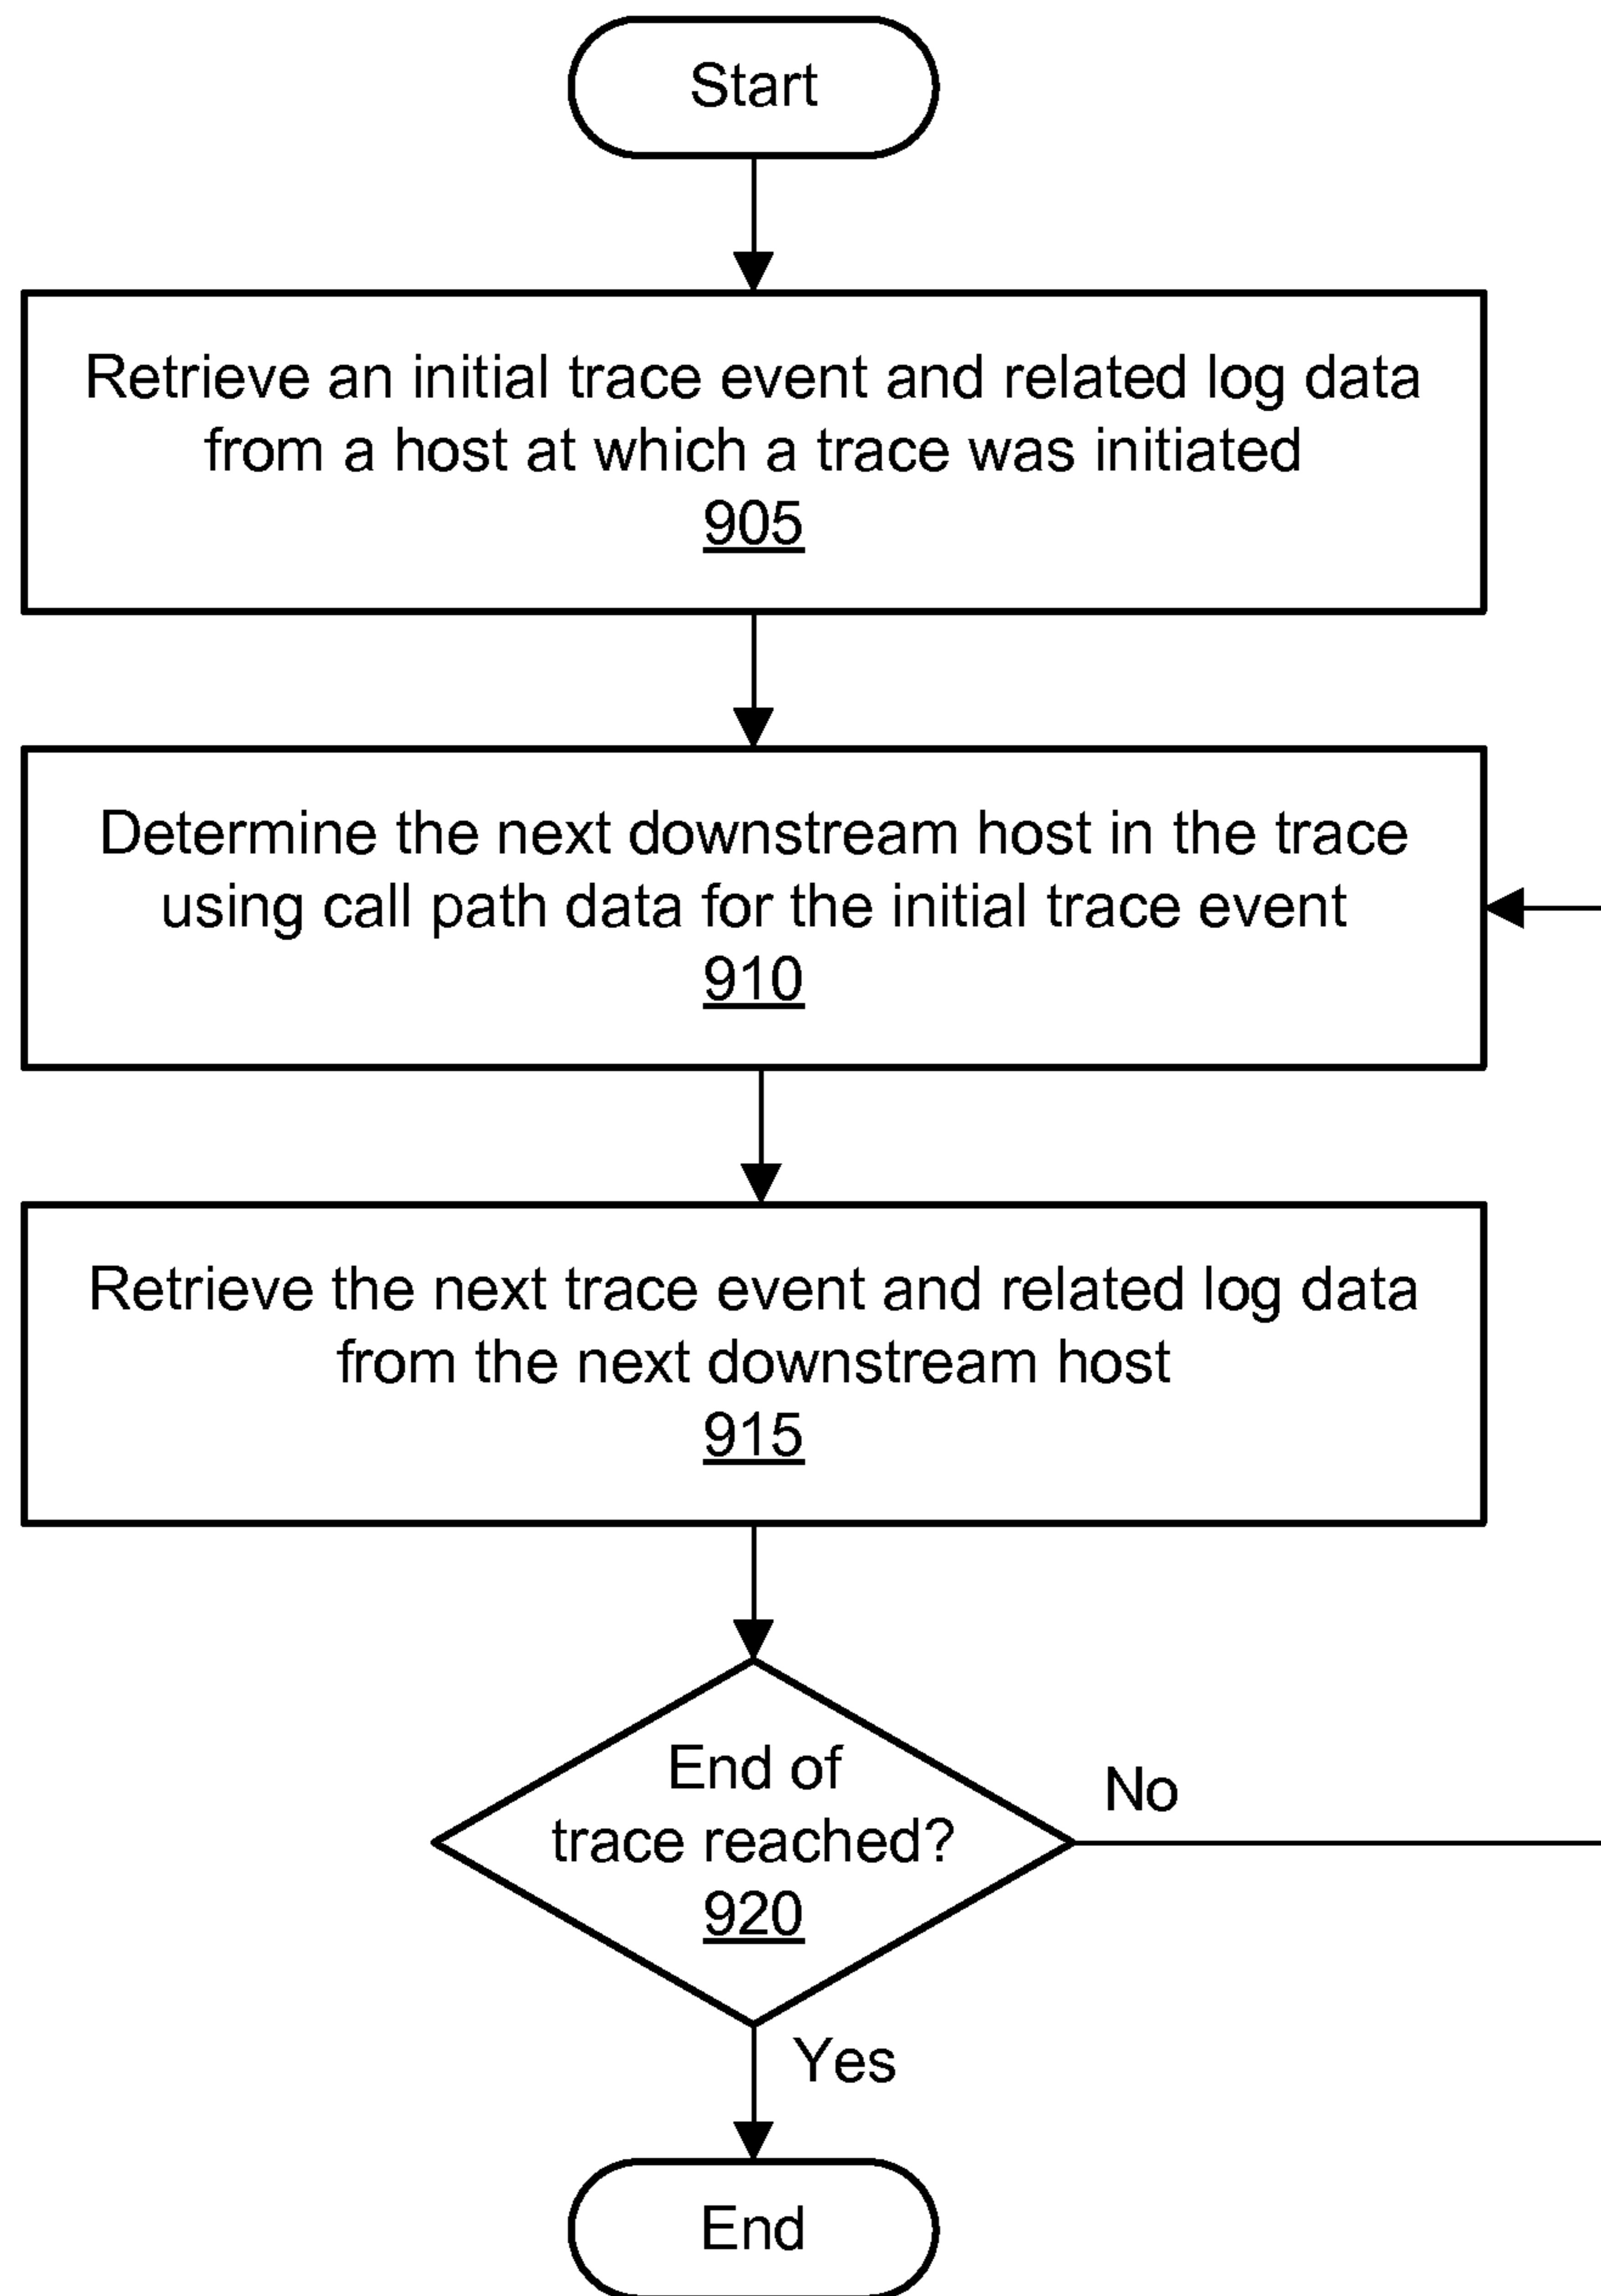 Start
Retrieve an initial trace event and related log data
from a host at which a trace was initiated
905
Determine the next downstream host in the trace
using call path data for the initial trace event
910
Retrieve the next trace event and related log data
from the next downstream host
915
End of
trace reached?
920
No
Yes
End